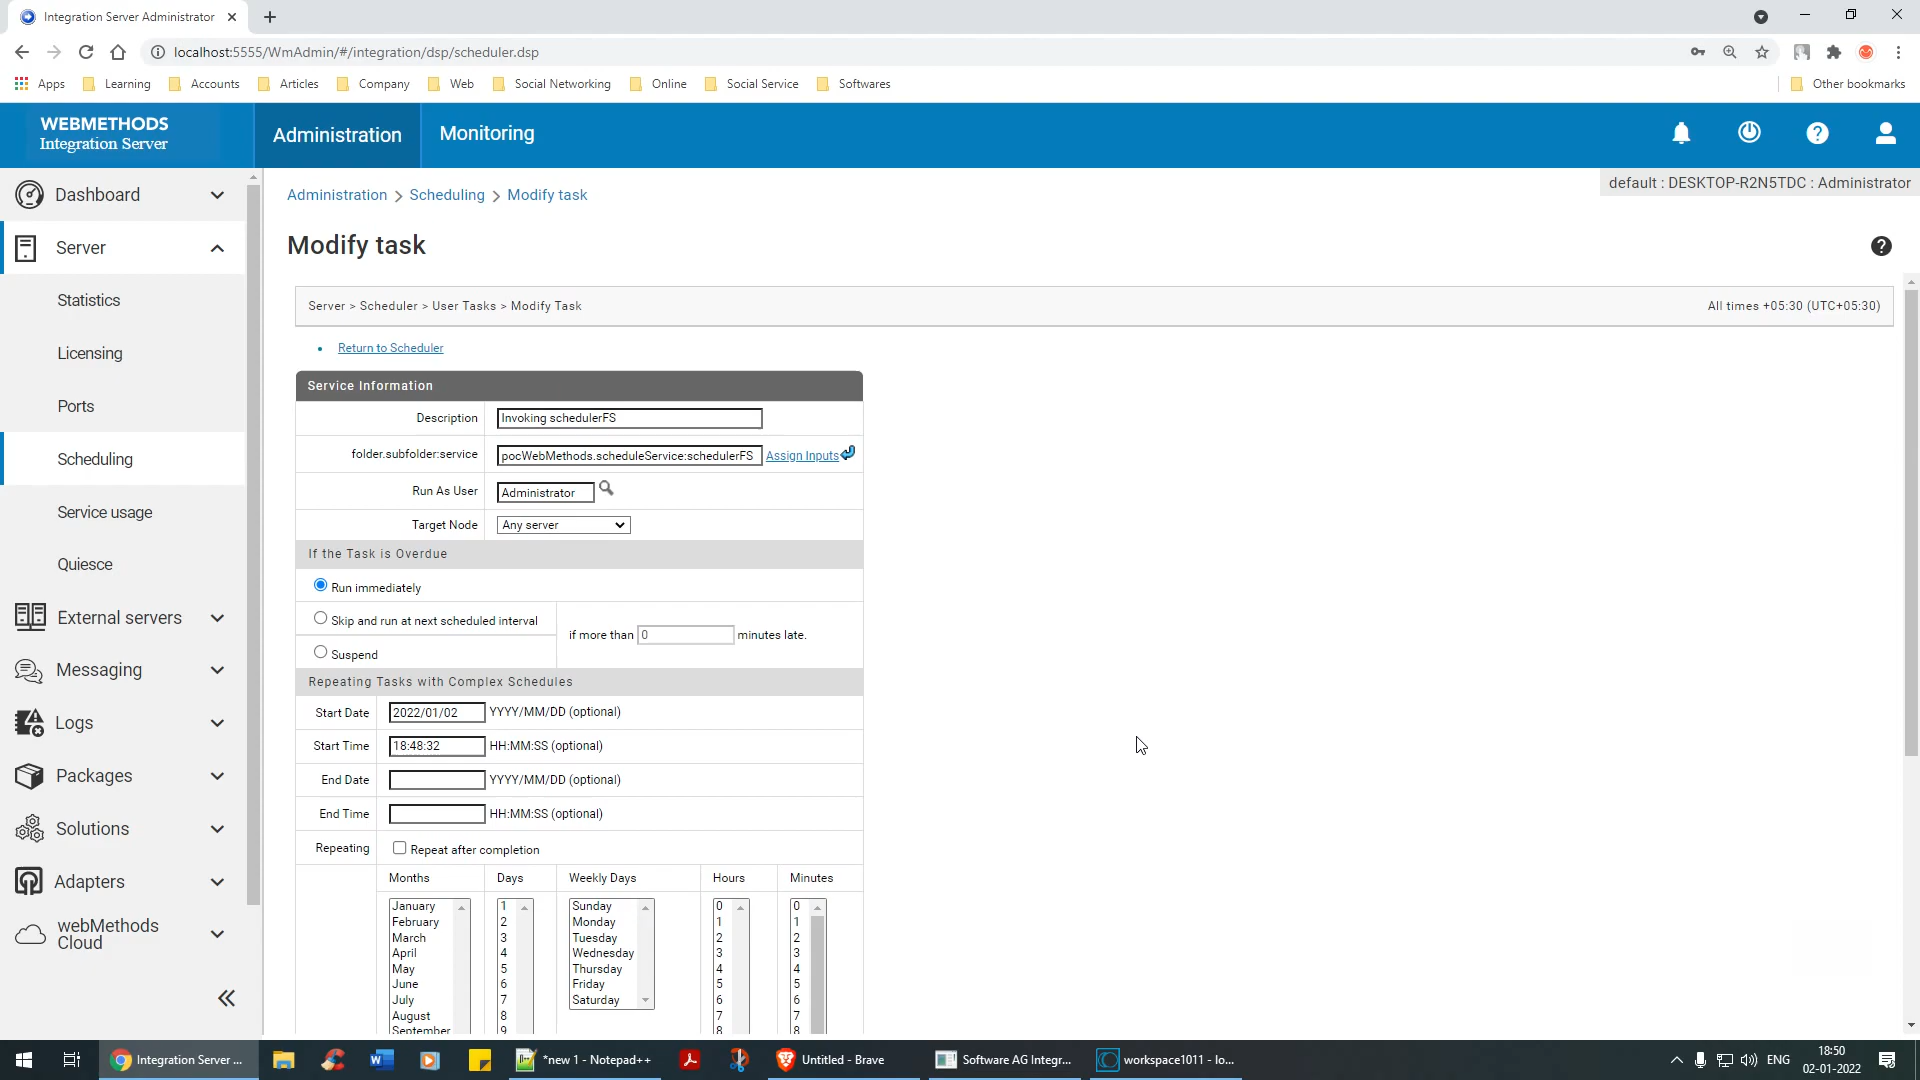 Integration Server Administrator
localhost:5555/WmAdmin/#/integration/dsp/scheduler.dsp
Apps Learning Accounts Articles Company Web Social Networking Online Social Service Softwares Other bookmarks
WEBMETHODS
Integration Server
Administration Monitoring
default : DESKTOP-R2N5TDC : Administrator
Dashboard
Server
Statistics
Licensing
Ports
Scheduling
Service usage
Quiesce
External servers
Messaging
Logs
Packages
Solutions
Adapters
webMethods
Cloud
Administration > Scheduling > Modify task
Modify task
Server > Scheduler > User Tasks > Modify Task All times +05:30 (UTC+05:30)
Return to Scheduler
Service Information
Description Invoking schedulerFS
folder.subfolder:service pocWebMethods.scheduleService:schedulerFS Assign Inputs
Run As User Administrator
Target Node Any server
If the Task is Overdue
Run immediately
Skip and run at next scheduled interval
if more than 0 minutes late.
Suspend
Repeating Tasks with Complex Schedules
Start Date 2022/01/02 YYYY/MM/DD (optional)
Start Time 18:48:32 HH:MM:SS (optional)
End Date YYYY/MM/DD (optional)
End Time HH:MM:SS (optional)
Repeating Repeat after completion
Months Days Weekly Days Hours Minutes
January 1 Sunday 0 0
February 2 Monday 1 1
March 3 Tuesday 2 2
April 4 Wednesday 3 3
May 5 Thursday 4 4
June 6 Friday 5 5
July 7 Saturday 6 6
August 8 7 7
September 9 8 8
Integration Server ... *new 1 - Notepad++ Untitled - Brave Software AG Integr... workspace1011 - Io... ENG 18:50
02-01-2022